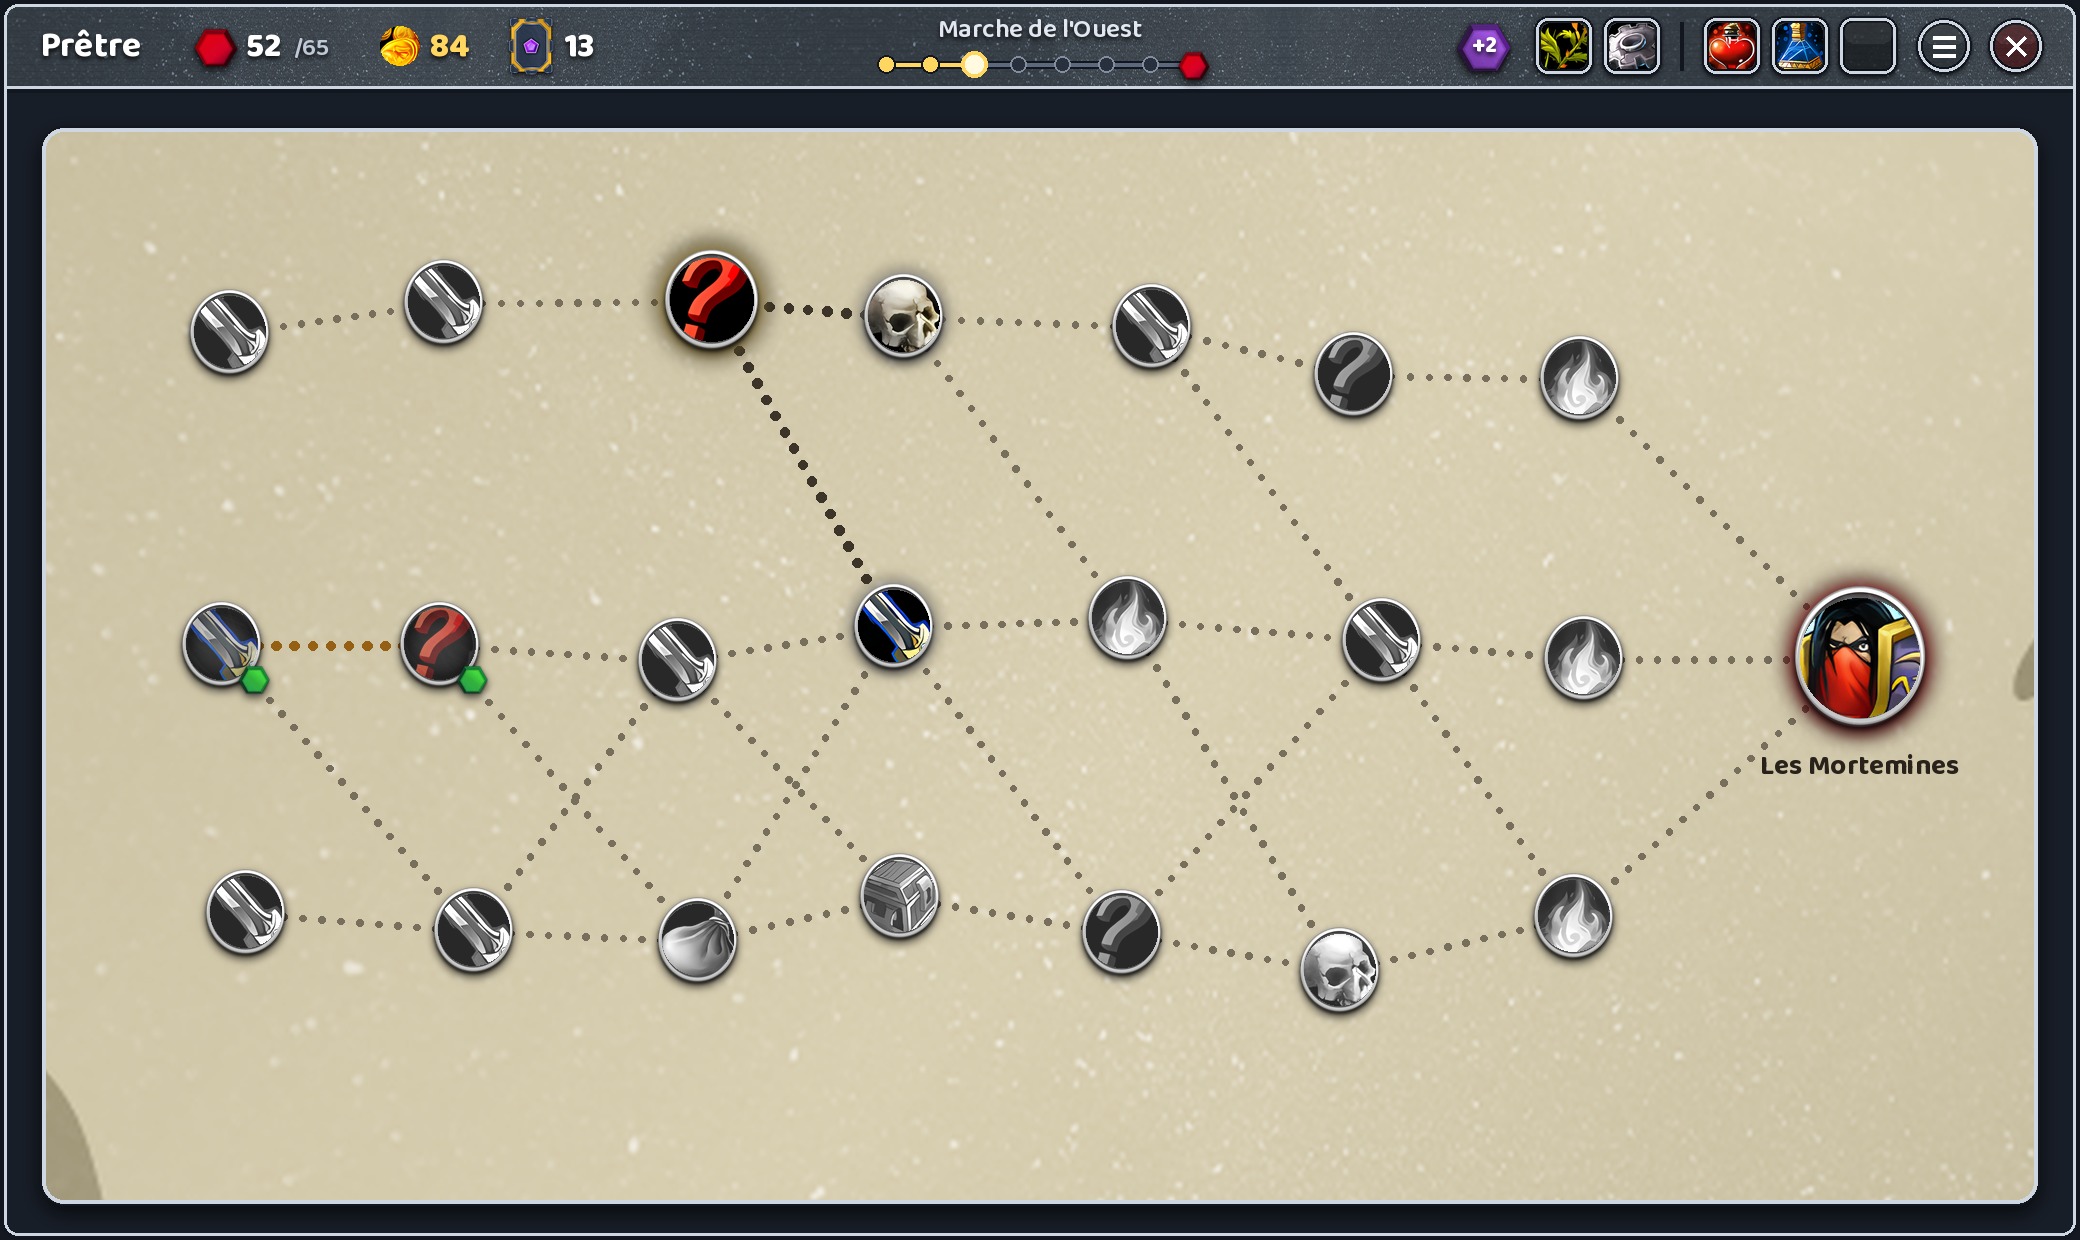 Prêtre
52 /65
84
13
Marche de l'Ouest
+2
Les Mortemines